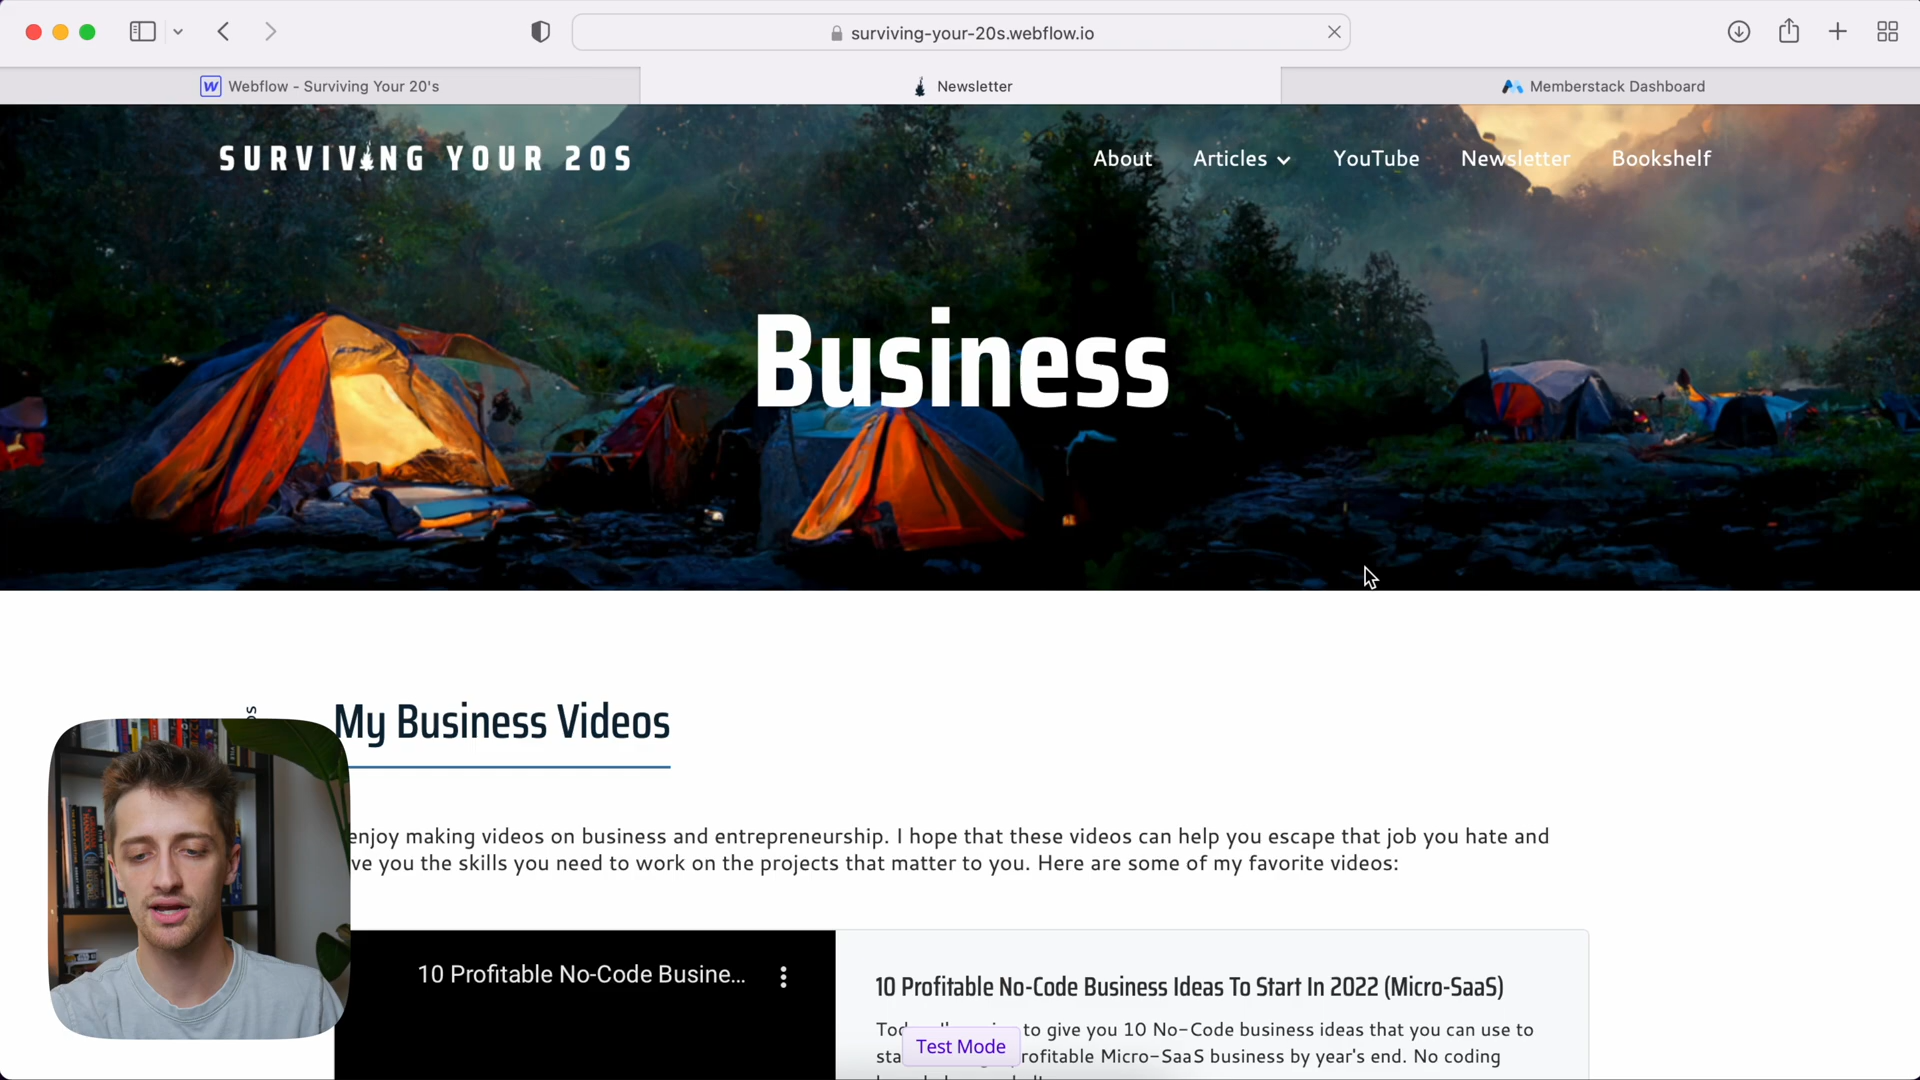 surviving-your-20s.webflow.io
W Webflow - Surviving Your 20's
Newsletter
Memberstack Dashboard
SURVIVING YOUR 20S
About
Articles
YouTube
Newsletter
Bookshelf
Business
My Business Videos
enjoy making videos on business and entrepreneurship. I hope that these videos can help you escape that job you hate and
you the skills you need to work on the projects that matter to you. Here are some of my favorite videos:
10 Profitable No-Code Busine...
10 Profitable No-Code Business Ideas To Start In 2022 (Micro-SaaS)
to give you 10 No-Code business ideas that you can use to
Micro-SaaS business by year's end. No coding
Test Mode